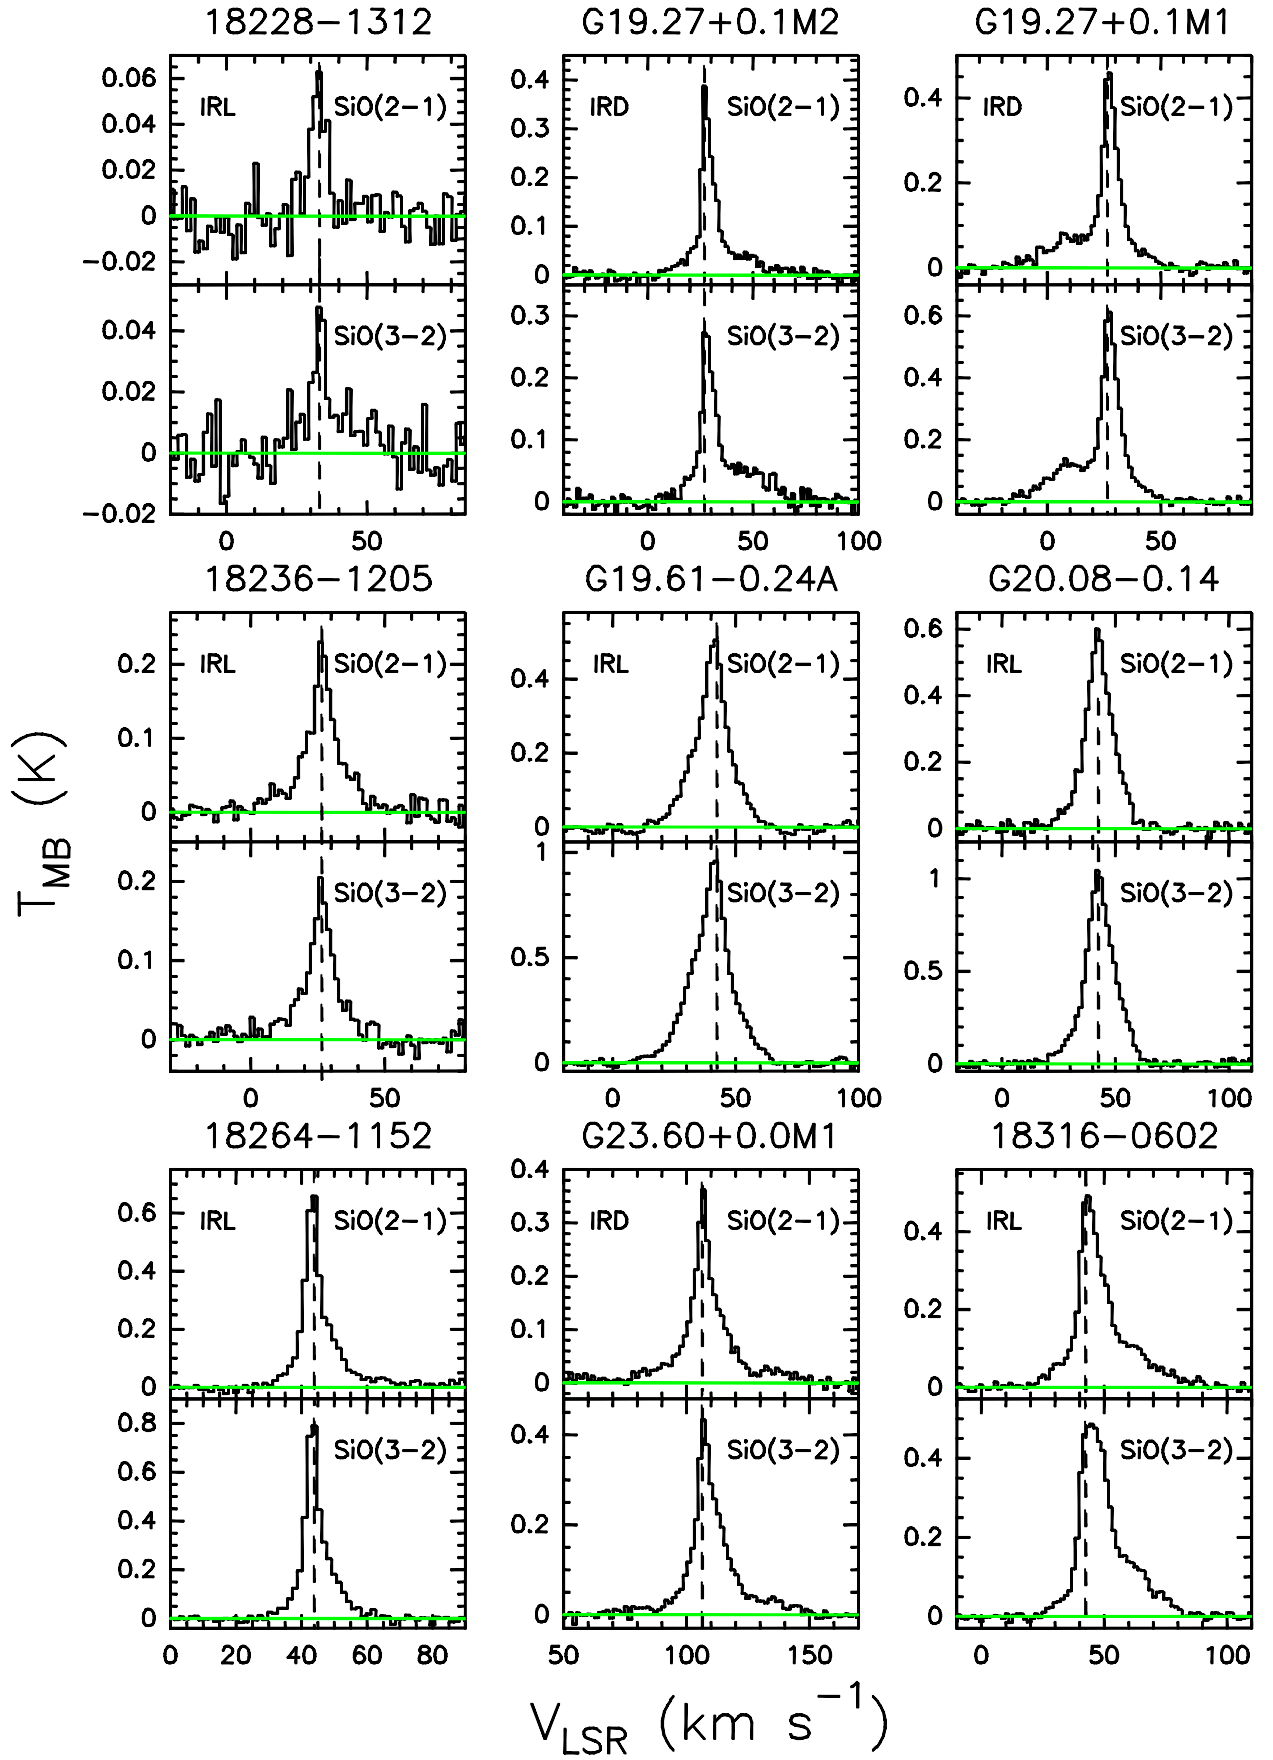 18228−1312 G19.27+0.1M2 G19.27+0.1M1
IRL SiO(2−1) IRD SiO(2−1) IRD SiO(2−1)
0.06 0.04 0.02 0 −0.02
0.4 0.3 0.2 0.1 0
0.4 0.2 0
SiO(3−2) SiO(3−2) SiO(3−2)
0.04 0.02 0 −0.02
0.3 0.2 0.1 0
0.6 0.4 0.2 0
0 50 0 50 100 0 50
18236−1205 G19.61−0.24A G20.08−0.14
IRL SiO(2−1) IRL SiO(2−1) IRL SiO(2−1)
0.2 0.1 0
0.4 0.2 0
0.6 0.4 0.2 0
SiO(3−2) SiO(3−2) SiO(3−2)
0.2 0.1 0
1 0.5 0
1 0.5 0
0 50 0 50 100 0 50 100
18264−1152 G23.60+0.0M1 18316−0602
IRL SiO(2−1) IRD SiO(2−1) IRL SiO(2−1)
0.6 0.4 0.2 0
0.4 0.3 0.2 0.1 0
0.4 0.2 0
SiO(3−2) SiO(3−2) SiO(3−2)
0.8 0.6 0.4 0.2 0
0.4 0.2 0
0.4 0.2 0
0 20 40 60 80 50 100 150 0 50 100
T_MB (K)
V_LSR (km s⁻¹)